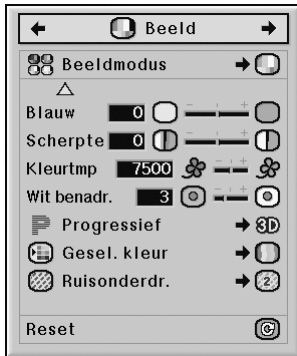 Beeld
Beeldmodus
Blauw 0
Scherpte 0
Kleurtmp 7500
Wit benadr. 3
P Progressief 3D
Gesel. kleur
Ruisonderdr. 2
Reset